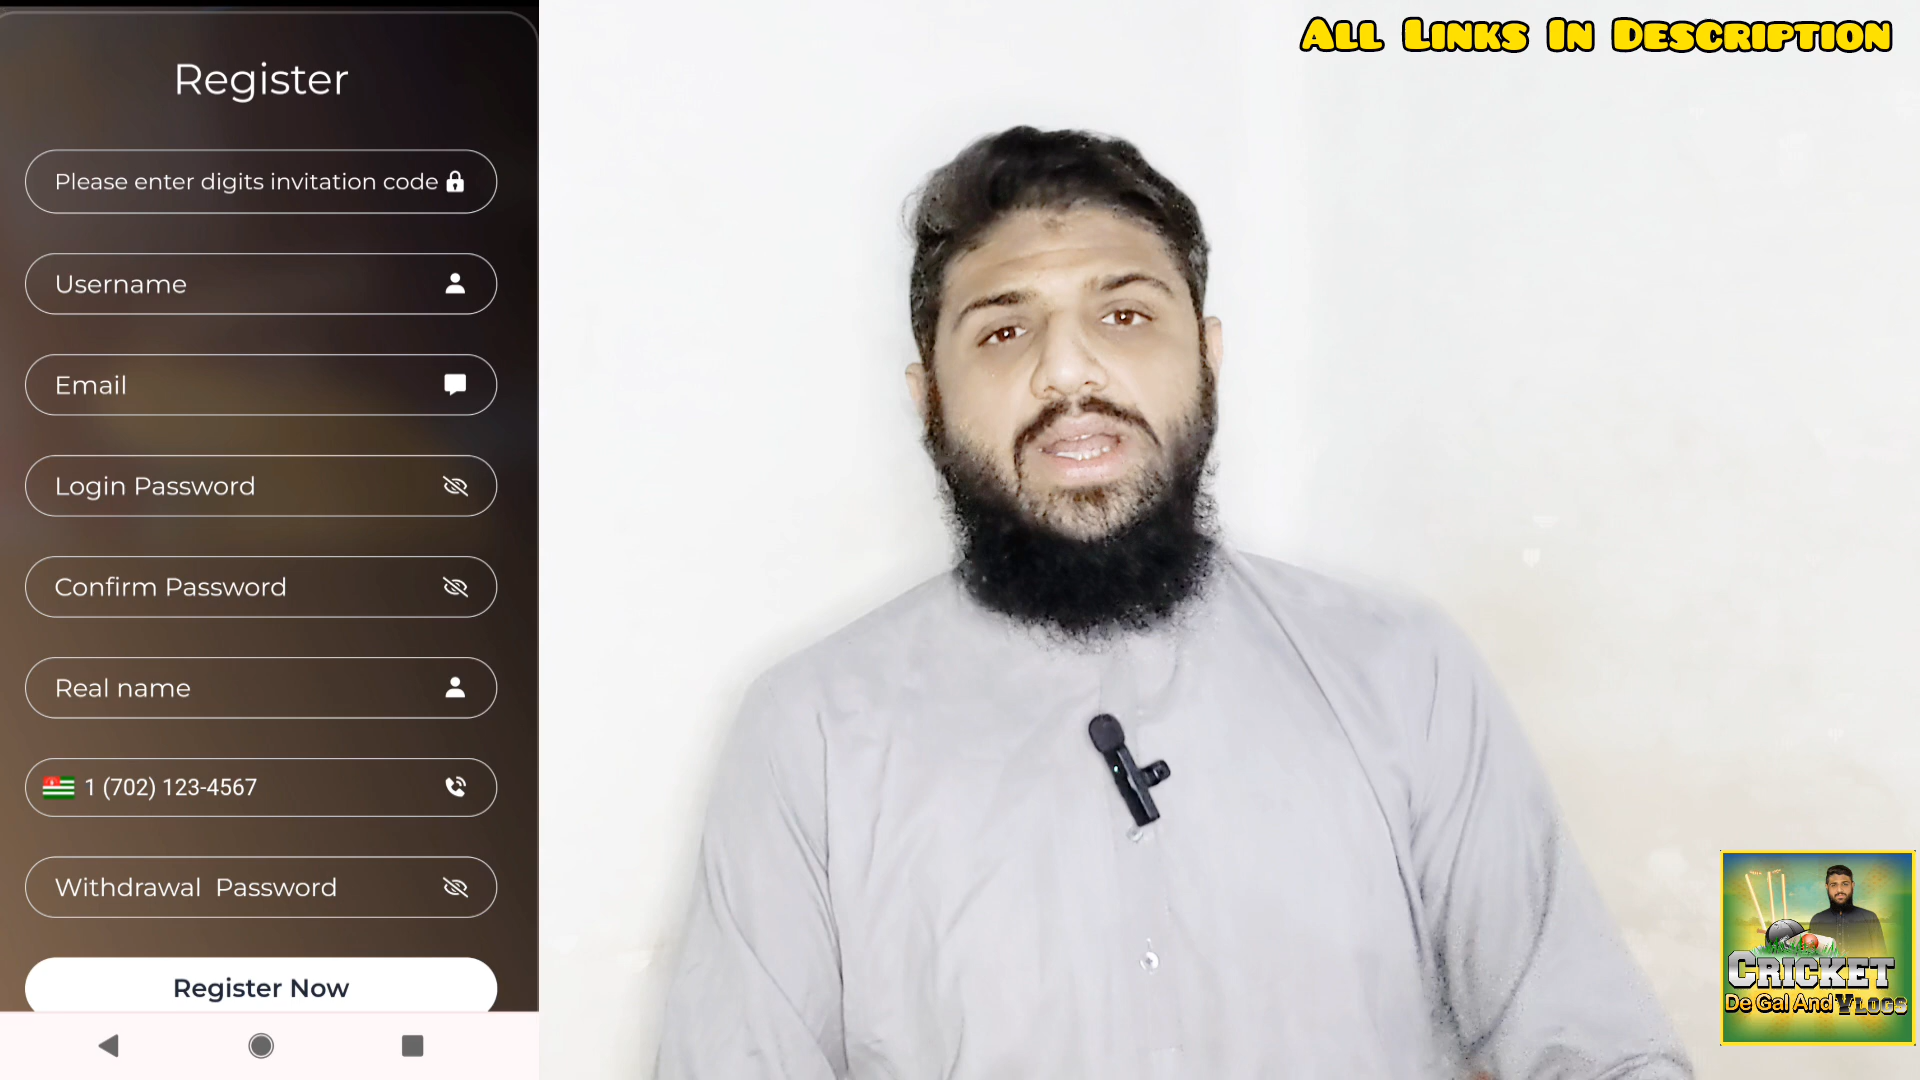 Register
Please enter digits invitation code
Username
Email
Login Password
Confirm Password
Real name
1 (702) 123-4567
Withdrawal Password
Register Now
All Links In Description
Cricket
De Gal And Vlogs